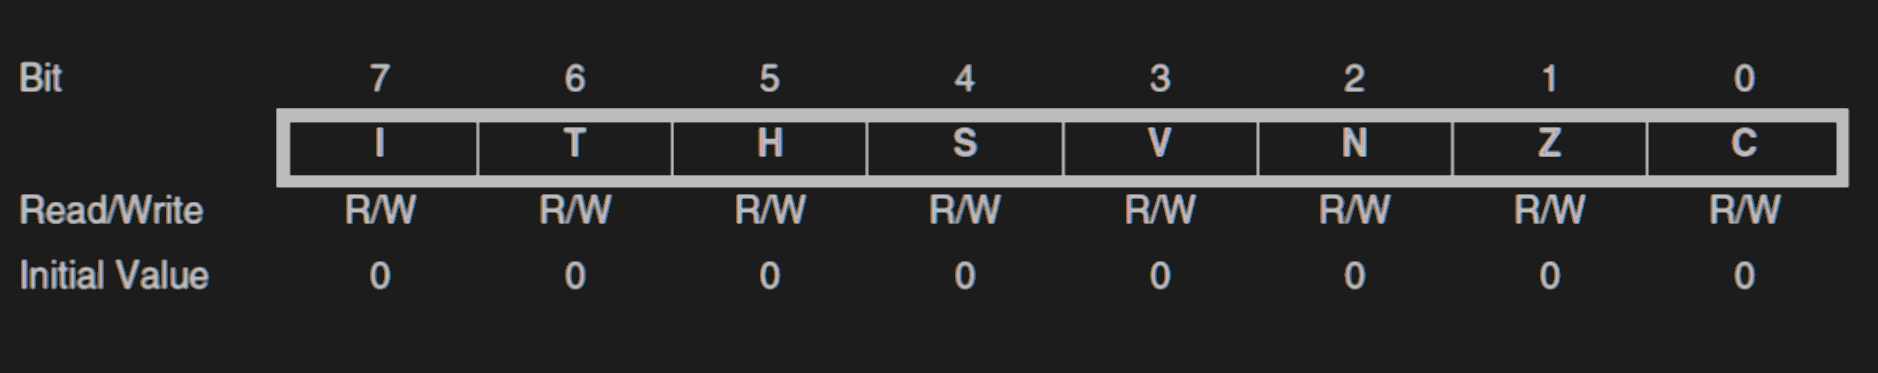 Bit 7 6 5 4 3 2 1 0
I T H S V N Z C
Read/Write R/W R/W R/W R/W R/W R/W R/W R/W
Initial Value 0 0 0 0 0 0 0 0